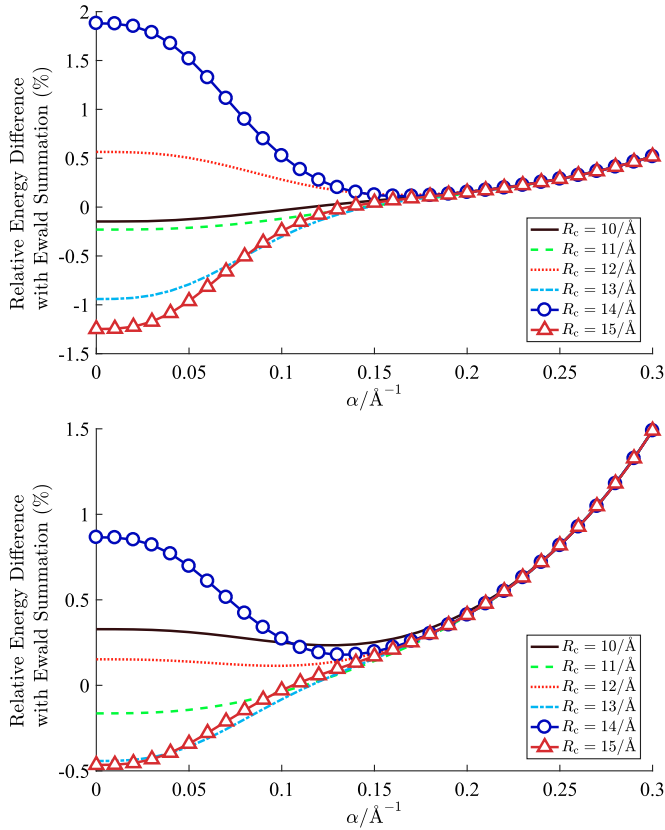 Relative Energy Difference
with Ewald Summation (%)
2
1.5
1
0.5
0
-0.5
-1
-1.5
0
0.05
0.1
0.15
0.2
0.25
0.3
α/Å⁻¹
R_c = 10/Å
R_c = 11/Å
R_c = 12/Å
R_c = 13/Å
R_c = 14/Å
R_c = 15/Å
Relative Energy Difference
with Ewald Summation (%)
1.5
1
0.5
0
-0.5
0
0.05
0.1
0.15
0.2
0.25
0.3
α/Å⁻¹
R_c = 10/Å
R_c = 11/Å
R_c = 12/Å
R_c = 13/Å
R_c = 14/Å
R_c = 15/Å